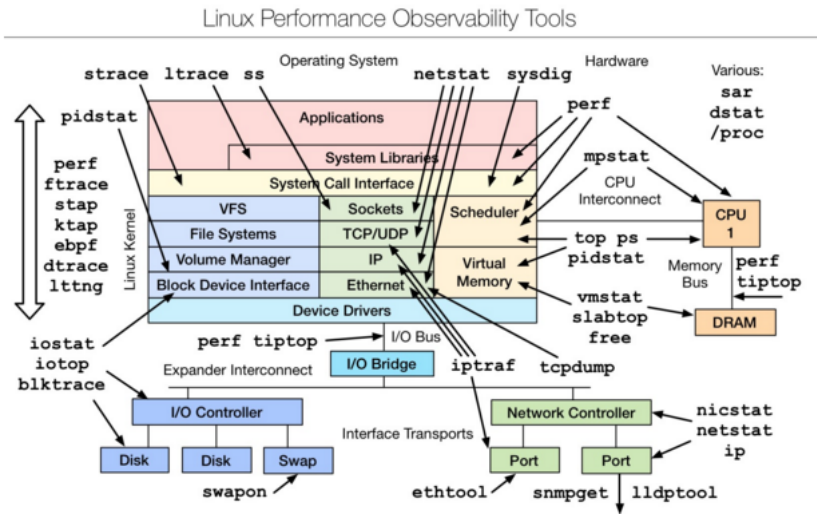 Linux Performance Observability Tools
Operating System
Hardware
Various:
strace ltrace ss
netstat sysdig
sar
dstat
/proc
pidstat
perf
Applications
System Libraries
System Call Interface
mpstat
perf
ftrace
stap
ktap
ebpf
dtrace
lttng
Linux Kernel
VFS
Sockets
Scheduler
File Systems
TCP/UDP
Volume Manager
IP
Virtual
Memory
Block Device Interface
Ethernet
Device Drivers
CPU
Interconnect
CPU
1
top ps
pidstat
Memory
Bus
perf
tiptop
vmstat
slabtop
free
DRAM
iostat
iotop
blktrace
perf tiptop
I/O Bus
Expander Interconnect
I/O Bridge
iptraf
tcpdump
I/O Controller
Network Controller
nicstat
netstat
ip
Interface Transports
Disk
Disk
Swap
Port
Port
swapon
ethtool
snmpget
lldptool